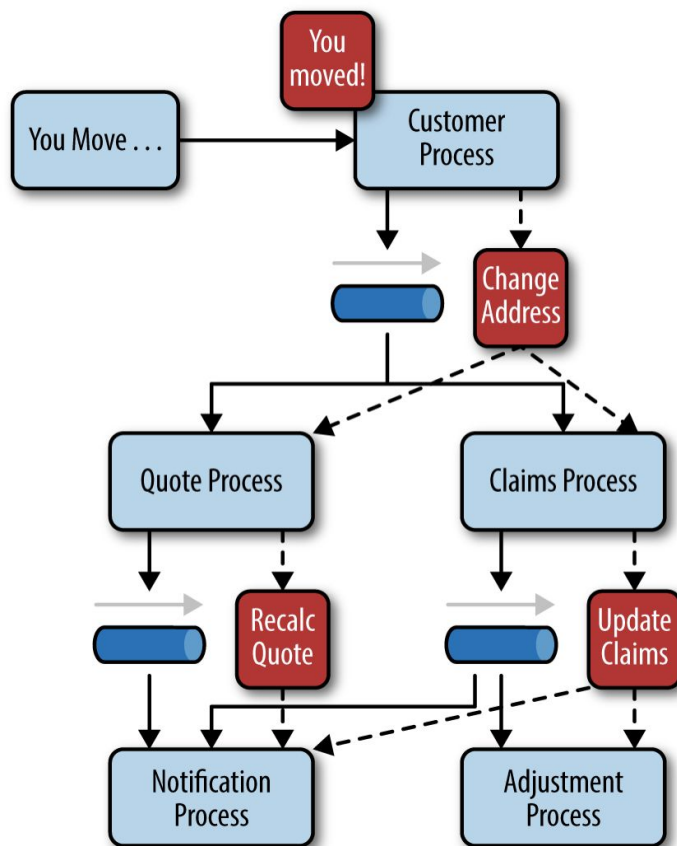 You
moved!
You Move . . .
Customer
Process
Change
Address
Quote Process
Claims Process
Recalc
Quote
Update
Claims
Notification
Process
Adjustment
Process